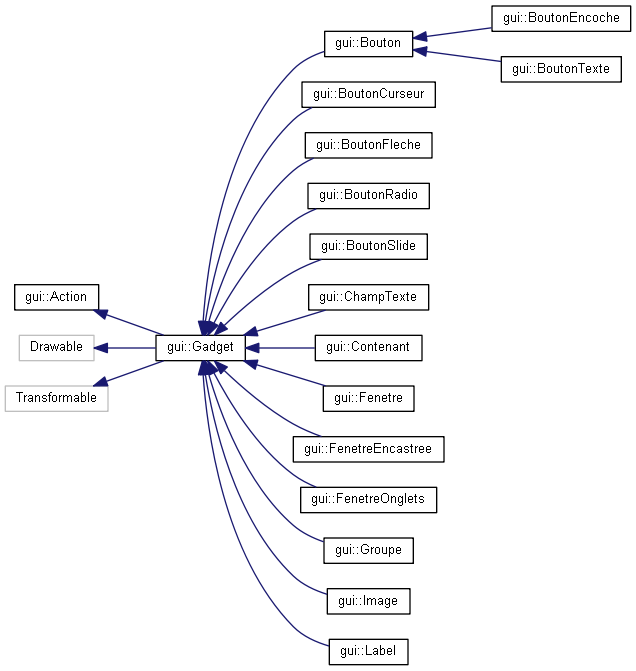 gui::BoutonEncoche
gui::Bouton
gui::BoutonTexte
gui::BoutonCurseur
gui::BoutonFleche
gui::BoutonRadio
gui::BoutonSlide
gui::Action
gui::ChampTexte
Drawable
gui::Gadget
gui::Contenant
Transformable
gui::Fenetre
gui::FenetreEncastree
gui::FenetreOnglets
gui::Groupe
gui::Image
gui::Label